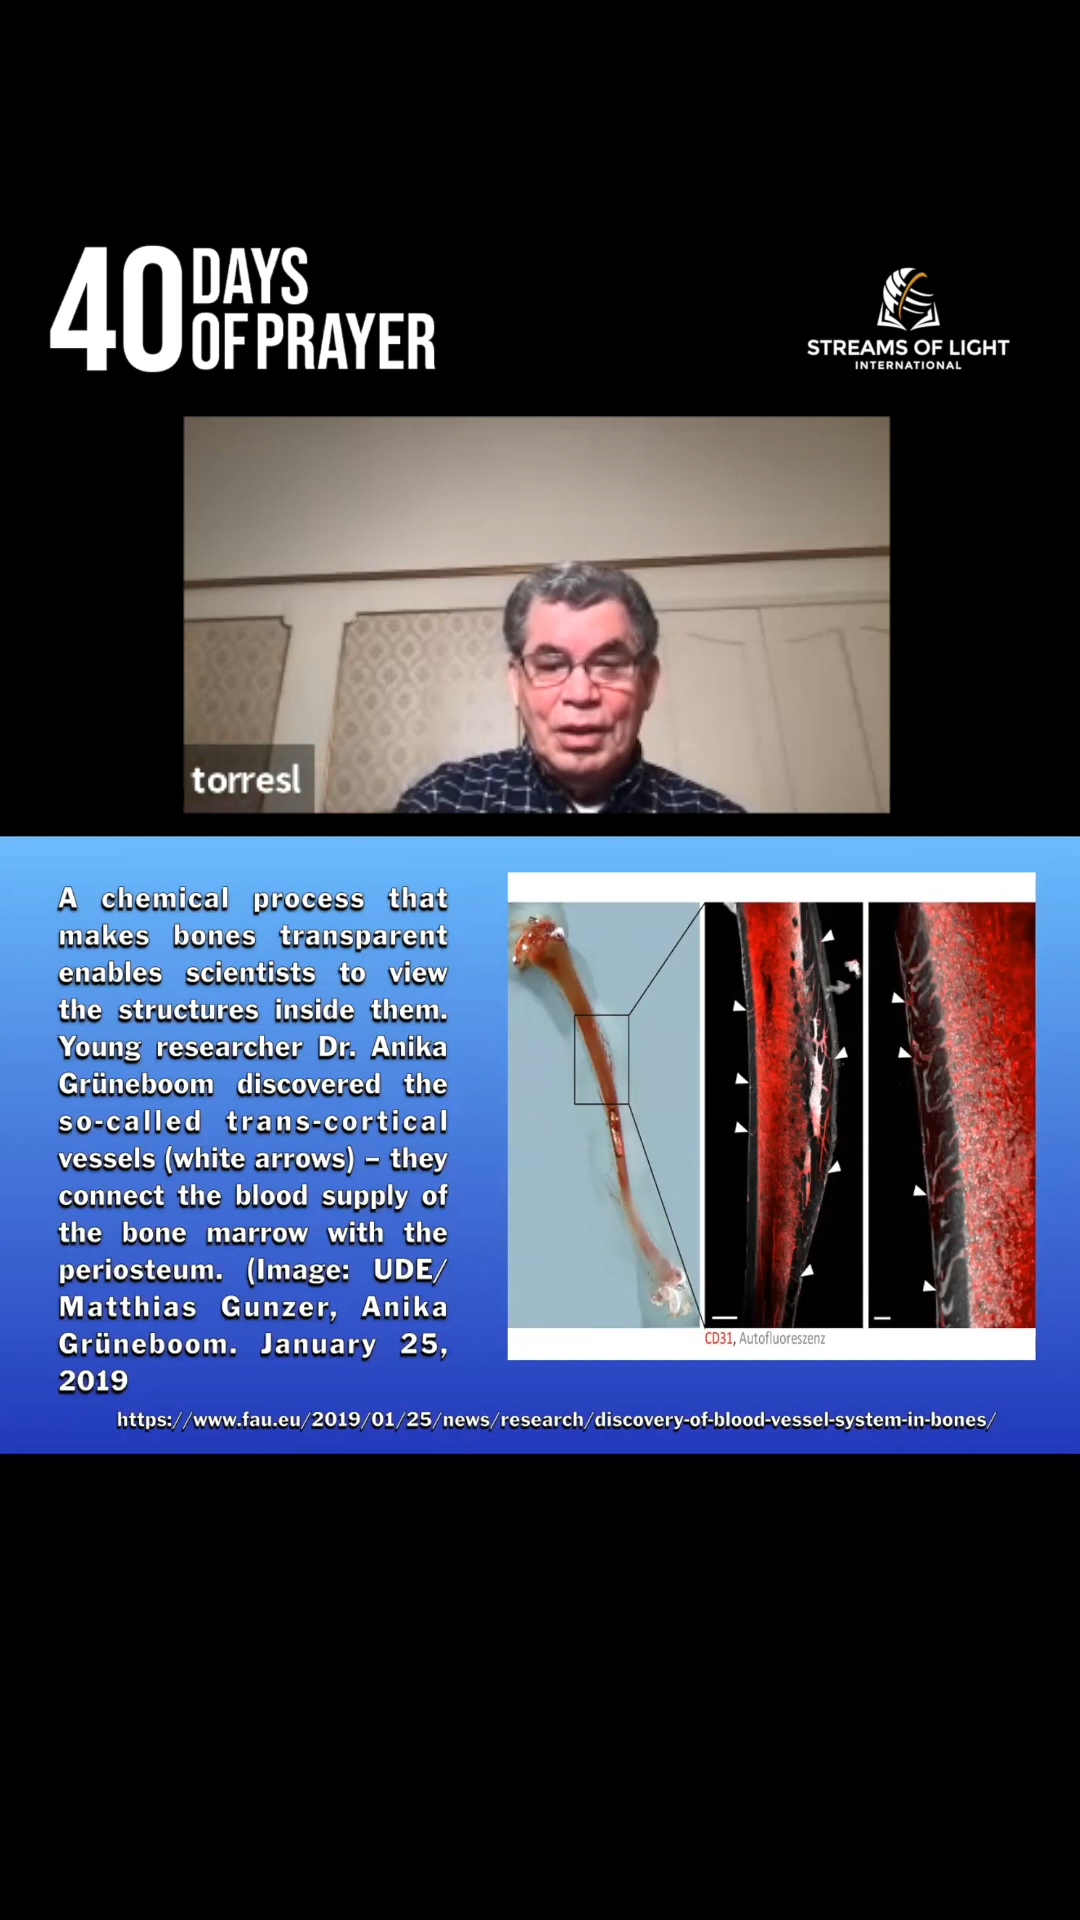 40 DAYS
OF PRAYER
STREAMS OF LIGHT
INTERNATIONAL
torresl
A chemical process that
makes bones transparent
enables scientists to view
the structures inside them.
Young researcher Dr. Anika
Grüneboom discovered the
so-called trans-cortical
vessels (white arrows) – they
connect the blood supply of
the bone marrow with the
periosteum. (Image: UDE/
Matthias Gunzer, Anika
Grüneboom. January 25,
2019
CD31, Autofluoreszenz
https://www.fau.eu/2019/01/25/news/research/discovery-of-blood-vessel-system-in-bones/